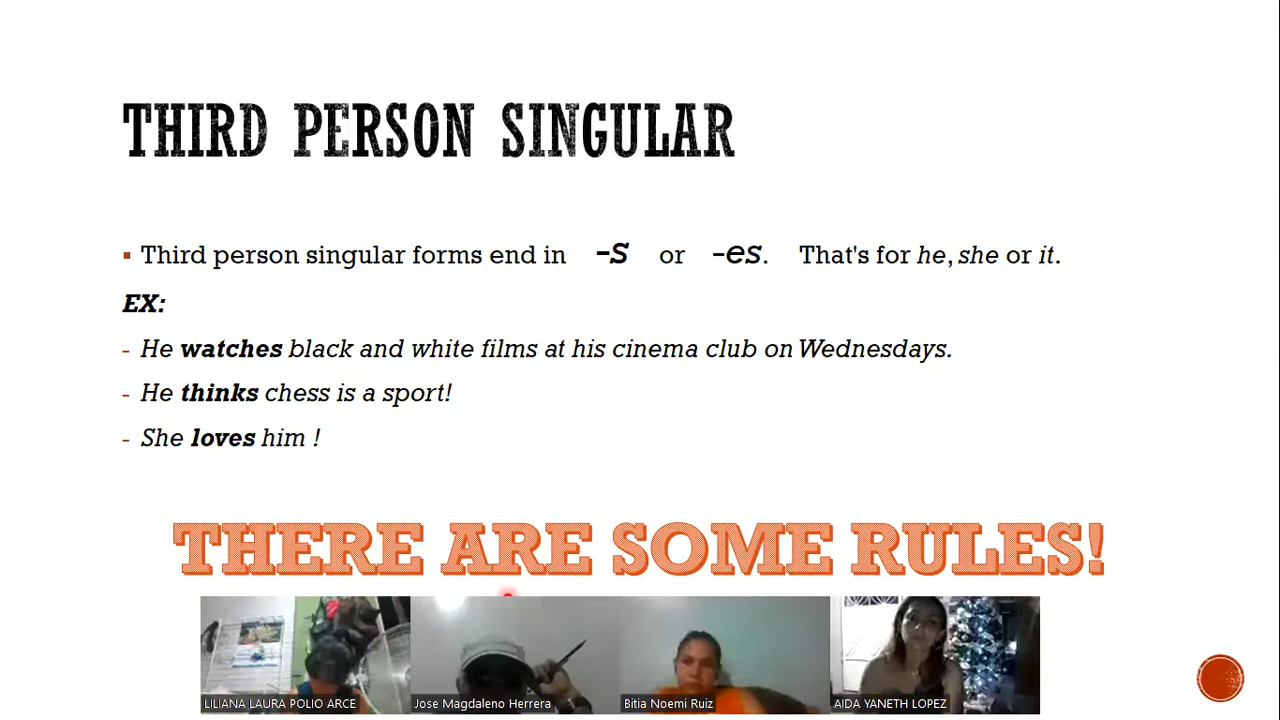 THIRD PERSON SINGULAR
▪ Third person singular forms end in -s or -es. That's for he, she or it.
EX:
- He watches black and white films at his cinema club on Wednesdays.
- He thinks chess is a sport!
- She loves him !
THERE ARE SOME RULES!
LILIANA LAURA POLIO ARCE
Jose Magdaleno Herrera
Bitia Noemi Ruiz
AIDA YANETH LOPEZ